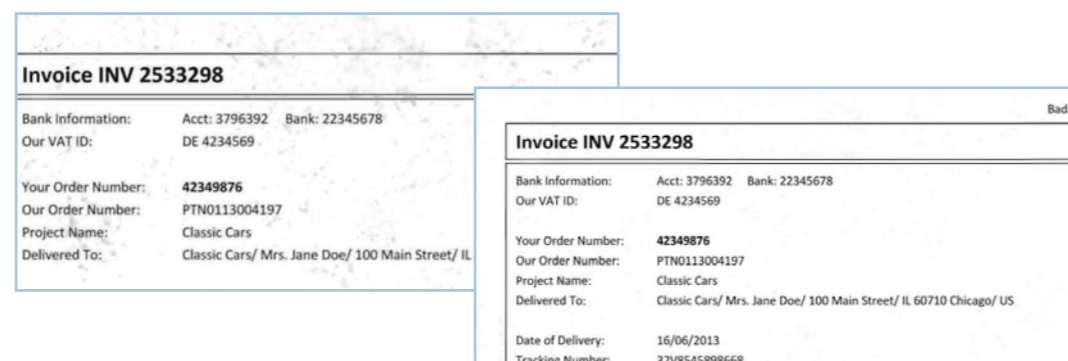 Invoice INV 2533298
Bank Information: Acct: 3796392 Bank: 22345678
Our VAT ID: DE 4234569
Your Order Number: 42349876
Our Order Number: PTN0113004197
Project Name: Classic Cars
Delivered To: Classic Cars/ Mrs. Jane Doe/ 100 Main Street/ IL
Bad
Invoice INV 2533298
Bank Information: Acct: 3796392 Bank: 22345678
Our VAT ID: DE 4234569
Your Order Number: 42349876
Our Order Number: PTN0113004197
Project Name: Classic Cars
Delivered To: Classic Cars/ Mrs. Jane Doe/ 100 Main Street/ IL 60710 Chicago/ US
Date of Delivery: 16/06/2013
Tracking Number: 32V8545898668